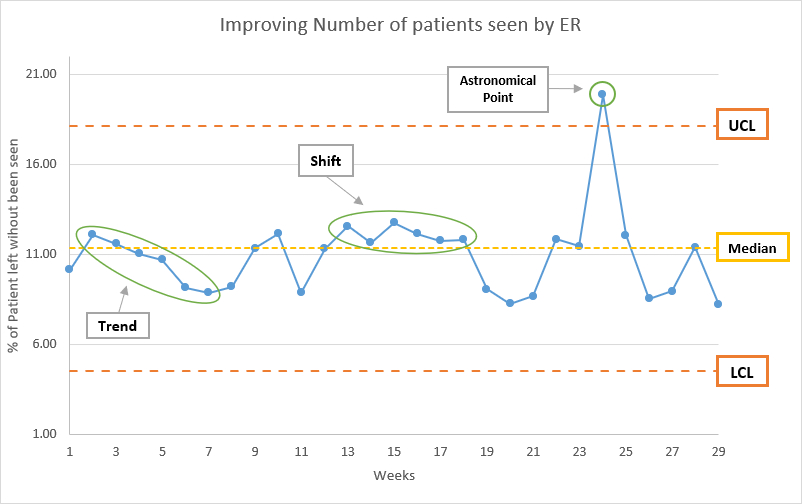 Improving Number of patients seen by ER
% of Patient left wihout been seen
21.00
16.00
11.00
6.00
1.00
Astronomical
Point
UCL
Shift
Median
Trend
LCL
1 3 5 7 9 11 13 15 17 19 21 23 25 27 29
Weeks